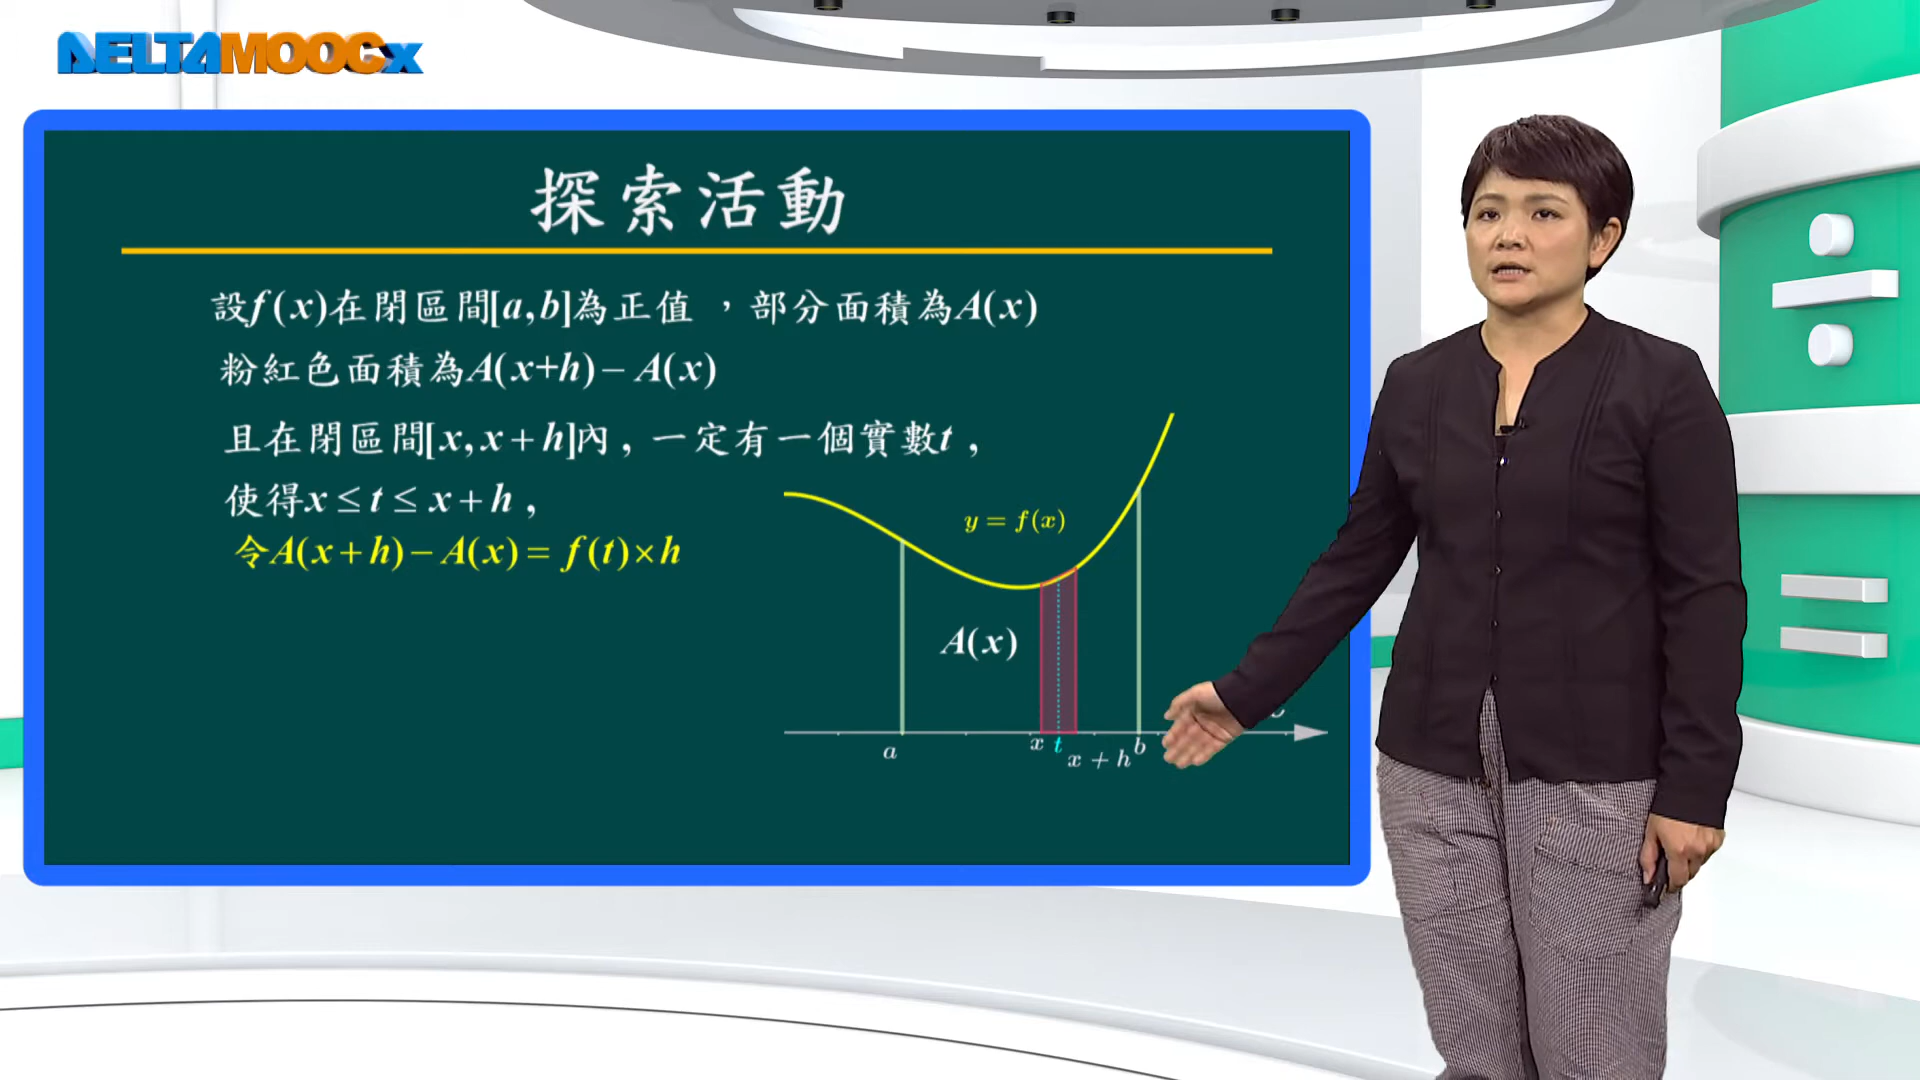 DELTAMOOCx
探索活動
設f(x)在閉區間[a,b]為正值，部分面積為A(x)
粉紅色面積為A(x+h)−A(x)
且在閉區間[x,x+h]內,一定有一個實數t,
使得x≤t≤x+h,
令A(x+h)−A(x)=f(t)×h
y=f(x)
A(x)
a
x
t
x+h
b